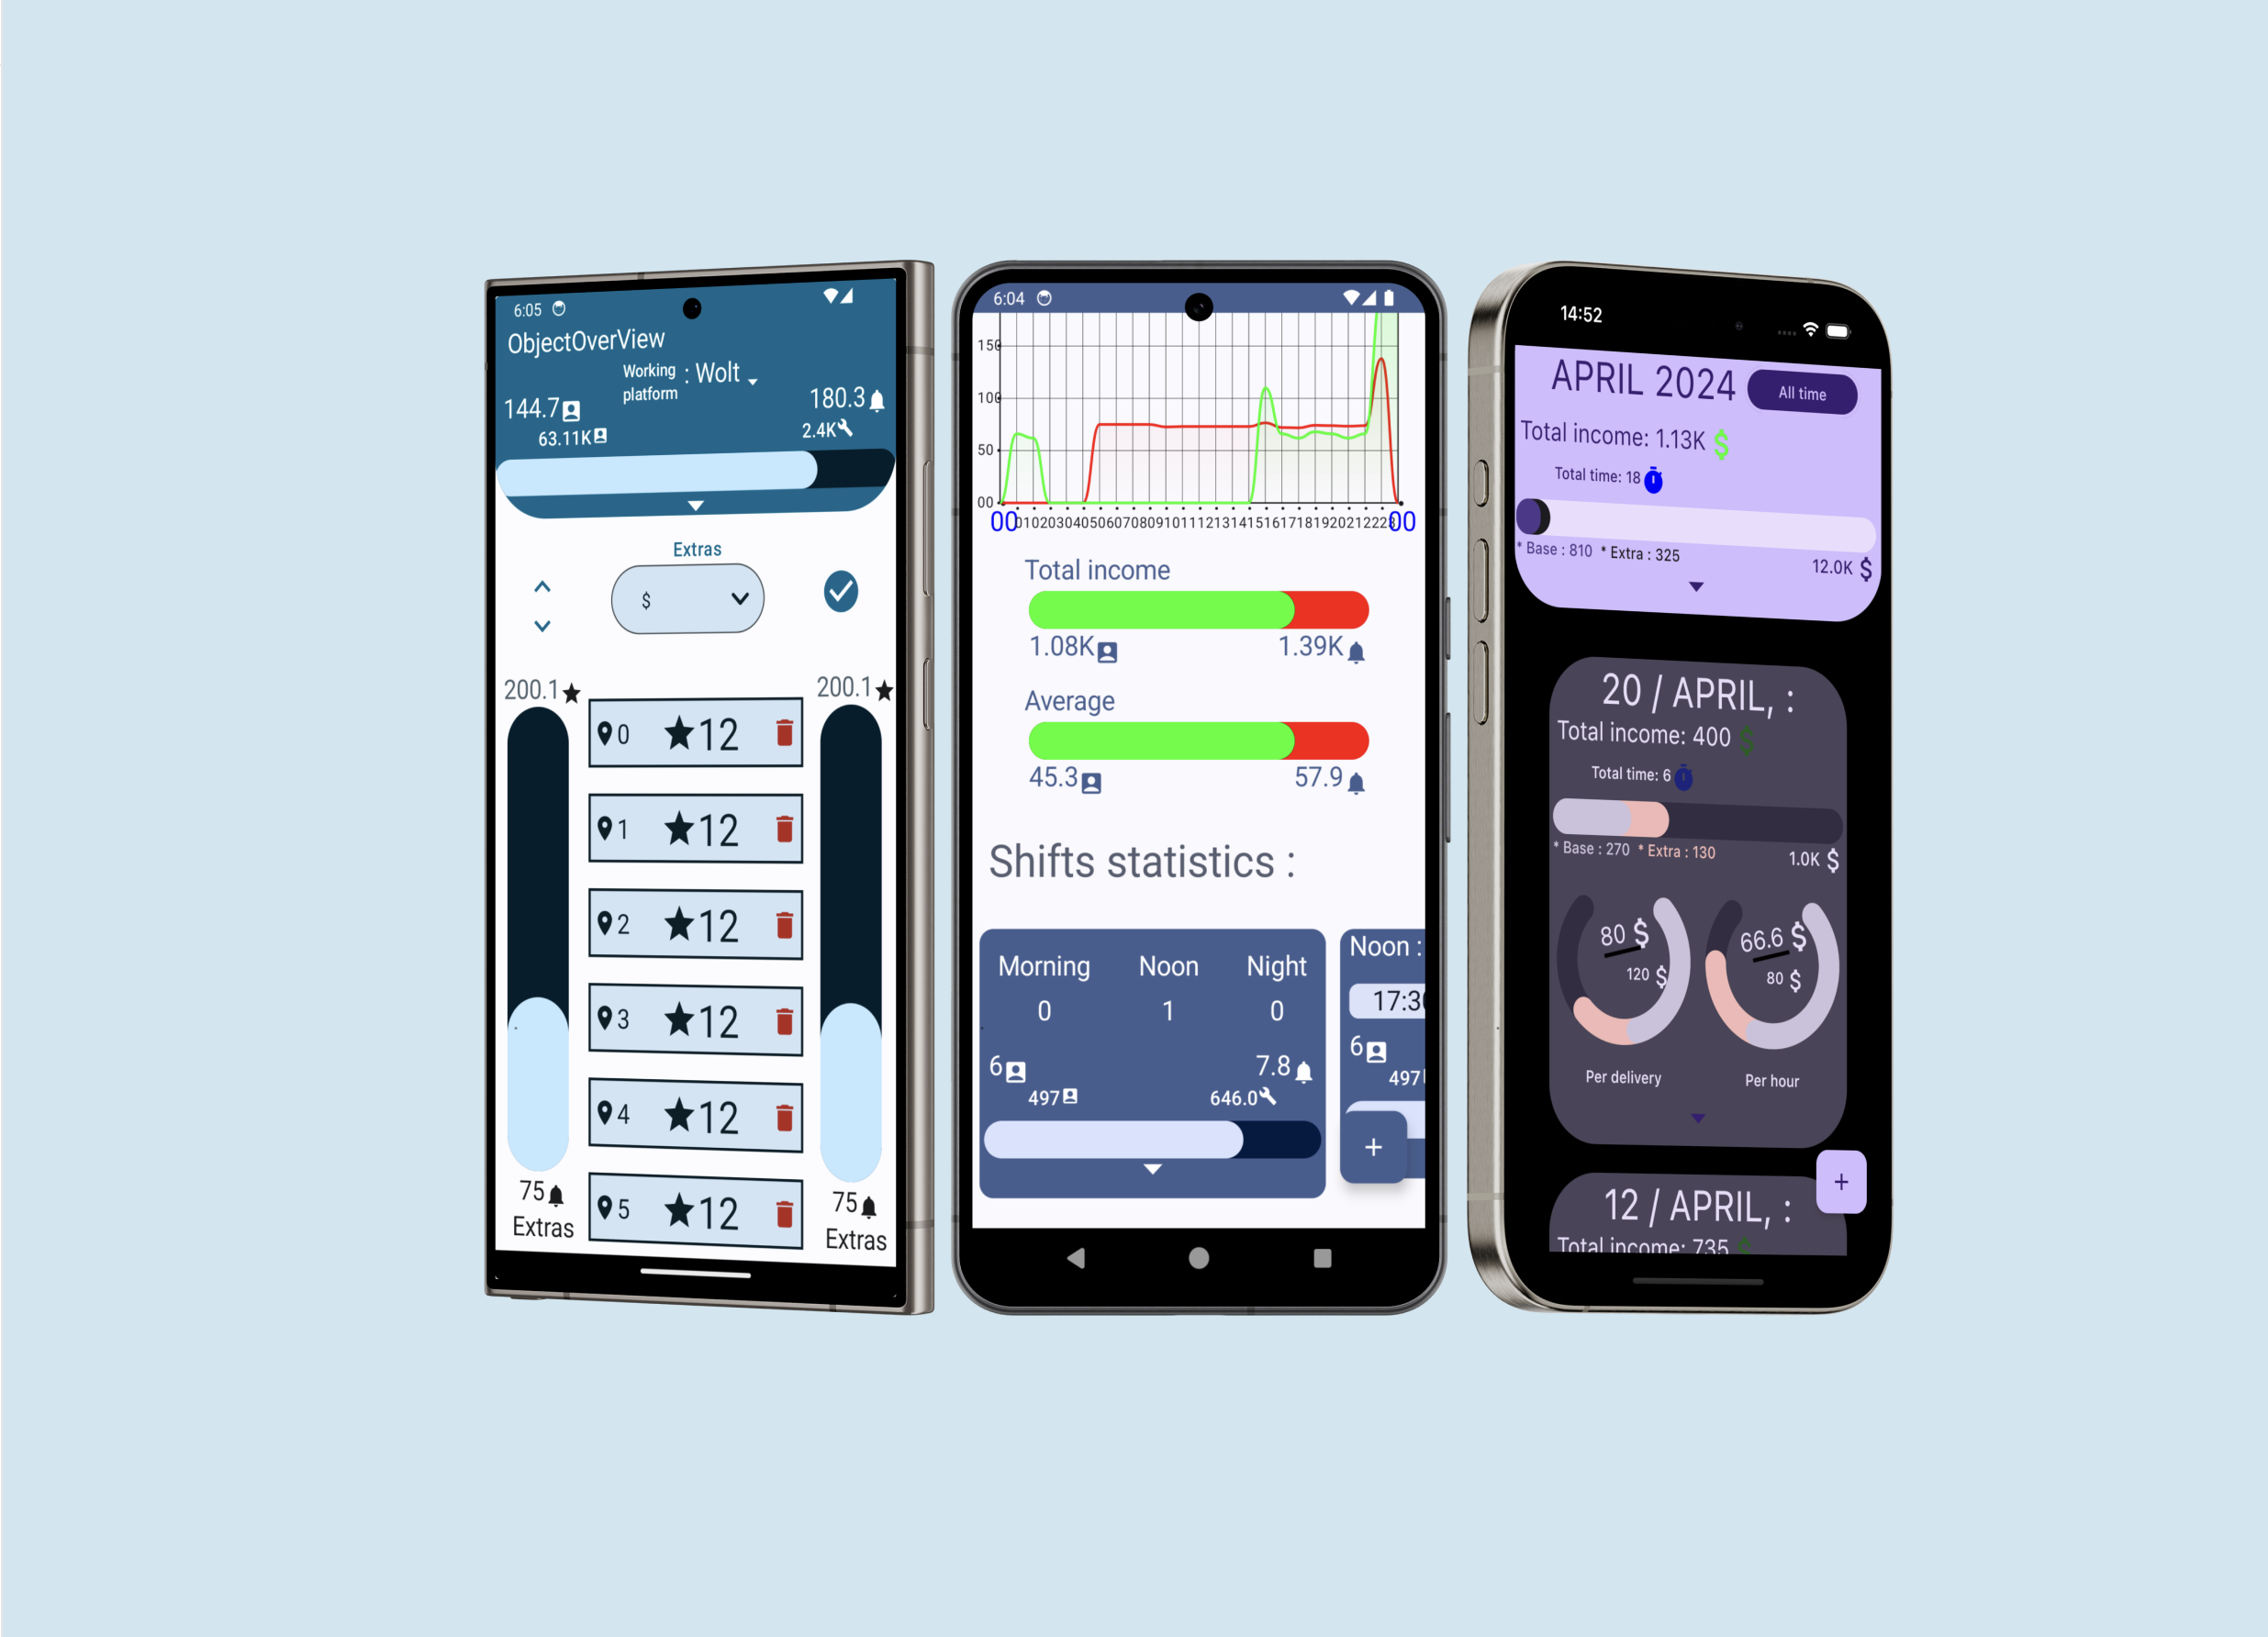 6:05
ObjectOverView
Working platform : Wolt
144.7
180.3
63.11K
2.4K
Extras
$
200.1
200.1
0 12
1 12
2 12
3 12
4 12
5 12
75
Extras
75
Extras
6:04
150
100
50
00
00 01 02 03 04 05 06 07 08 09 10 11 12 13 14 15 16 17 18 19 20 21 22 23 00
Total income
1.08K
1.39K
Average
45.3
57.9
Shifts statistics :
Morning Noon Night
0 1 0
6
7.8
497
646.0
Noon :
17:30
6
497
+
14:52
APRIL 2024
All time
Total income: 1.13K $
Total time: 18
* Base : 810 * Extra : 325
12.0K $
20 / APRIL, :
Total income: 400 $
Total time: 6
* Base : 270 * Extra : 130
1.0K $
80 $
120 $
66.6 $
80 $
Per delivery
Per hour
+
12 / APRIL, :
Total income: 735 $